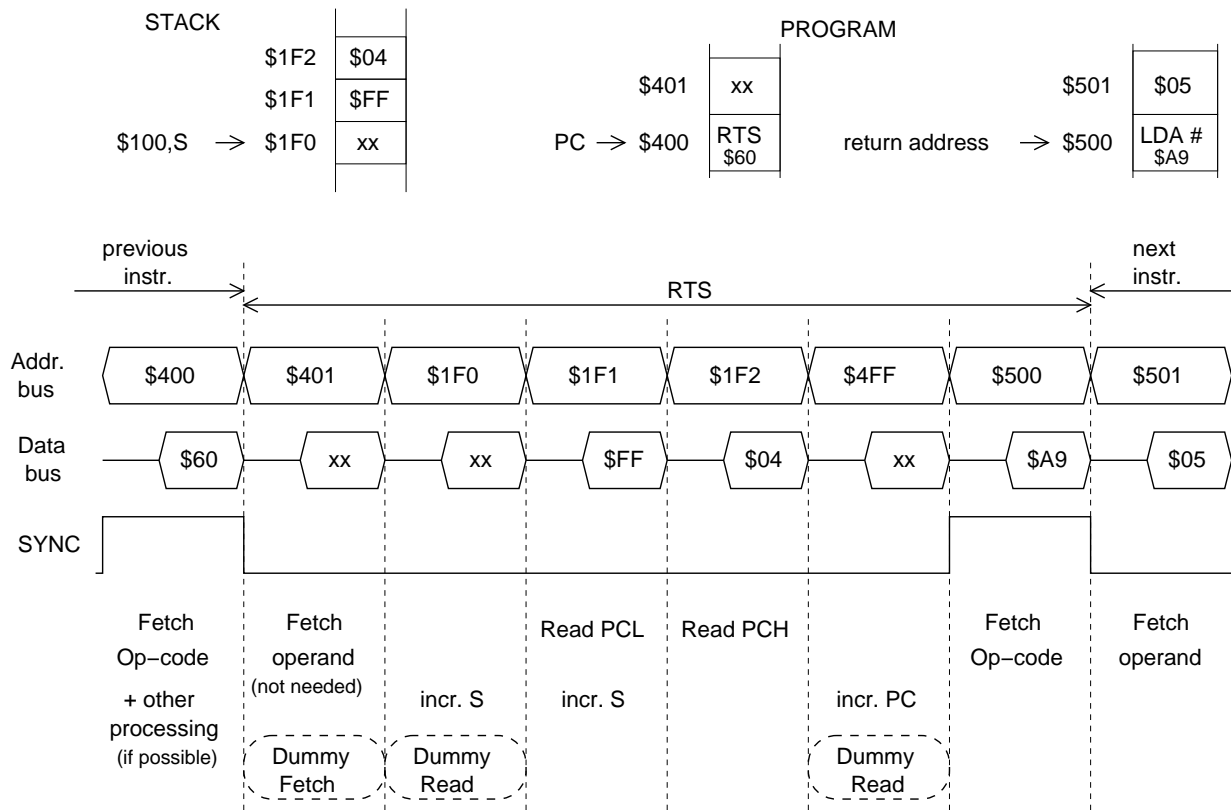 STACK
PROGRAM
$1F2 $04
$401 xx
$501 $05
$1F1 $FF
$100,S → $1F0 xx
PC → $400 RTS
$60
return address → $500 LDA #
$A9
previous
instr.
RTS
next
instr.
Addr.
bus
$400 $401 $1F0 $1F1 $1F2 $4FF $500 $501
Data
bus
$60 xx xx $FF $04 xx $A9 $05
SYNC
Fetch
Op−code
+ other
processing
(if possible)
Fetch
operand
(not needed)
Dummy
Fetch
incr. S
Dummy
Read
Read PCL
incr. S
Read PCH
incr. PC
Dummy
Read
Fetch
Op−code
Fetch
operand